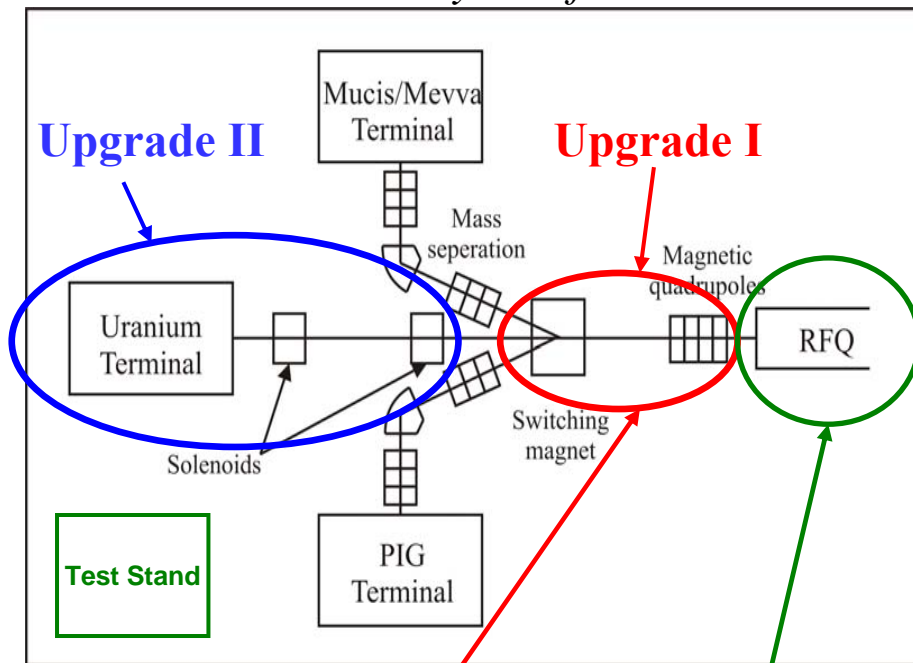 Mucis/Mevva
Terminal
Upgrade II
Upgrade I
Mass
seperation
Magnetic
quadrupoles
Uranium
Terminal
RFQ
Switching
magnet
Solenoids
PIG
Terminal
Test Stand